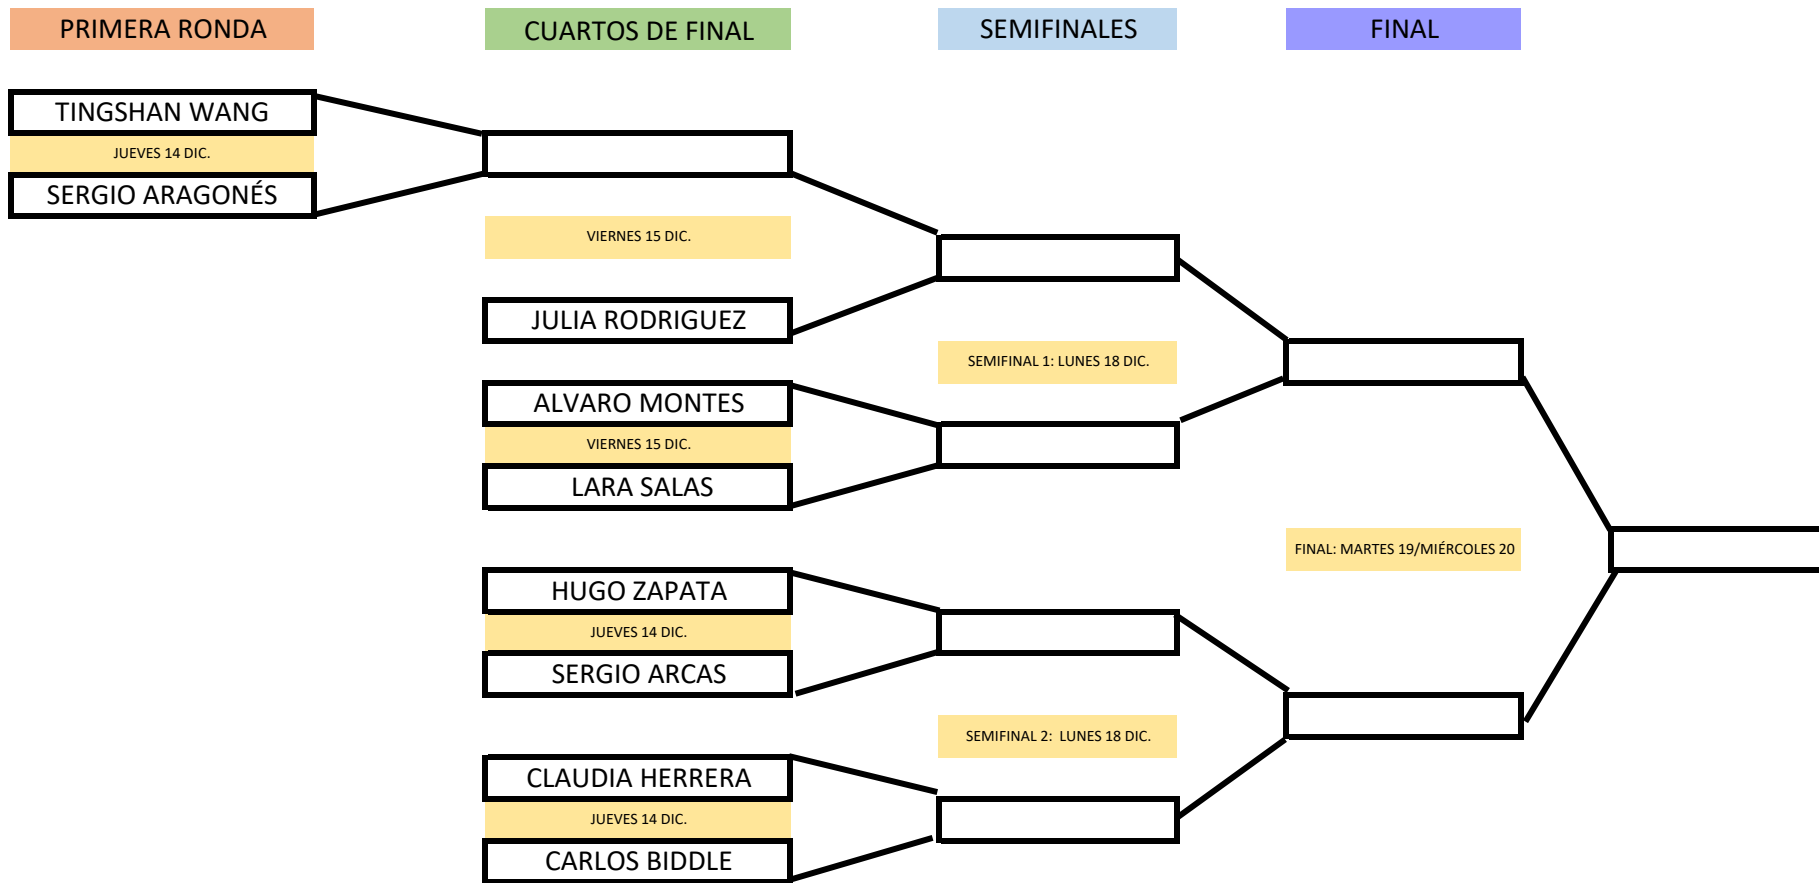 PRIMERA RONDA
CUARTOS DE FINAL
SEMIFINALES
FINAL
TINGSHAN WANG
JUEVES 14 DIC.
SERGIO ARAGONÉS
VIERNES 15 DIC.
JULIA RODRIGUEZ
SEMIFINAL 1: LUNES 18 DIC.
ALVARO MONTES
VIERNES 15 DIC.
LARA SALAS
FINAL: MARTES 19/MIÉRCOLES 20
HUGO ZAPATA
JUEVES 14 DIC.
SERGIO ARCAS
SEMIFINAL 2: LUNES 18 DIC.
CLAUDIA HERRERA
JUEVES 14 DIC.
CARLOS BIDDLE